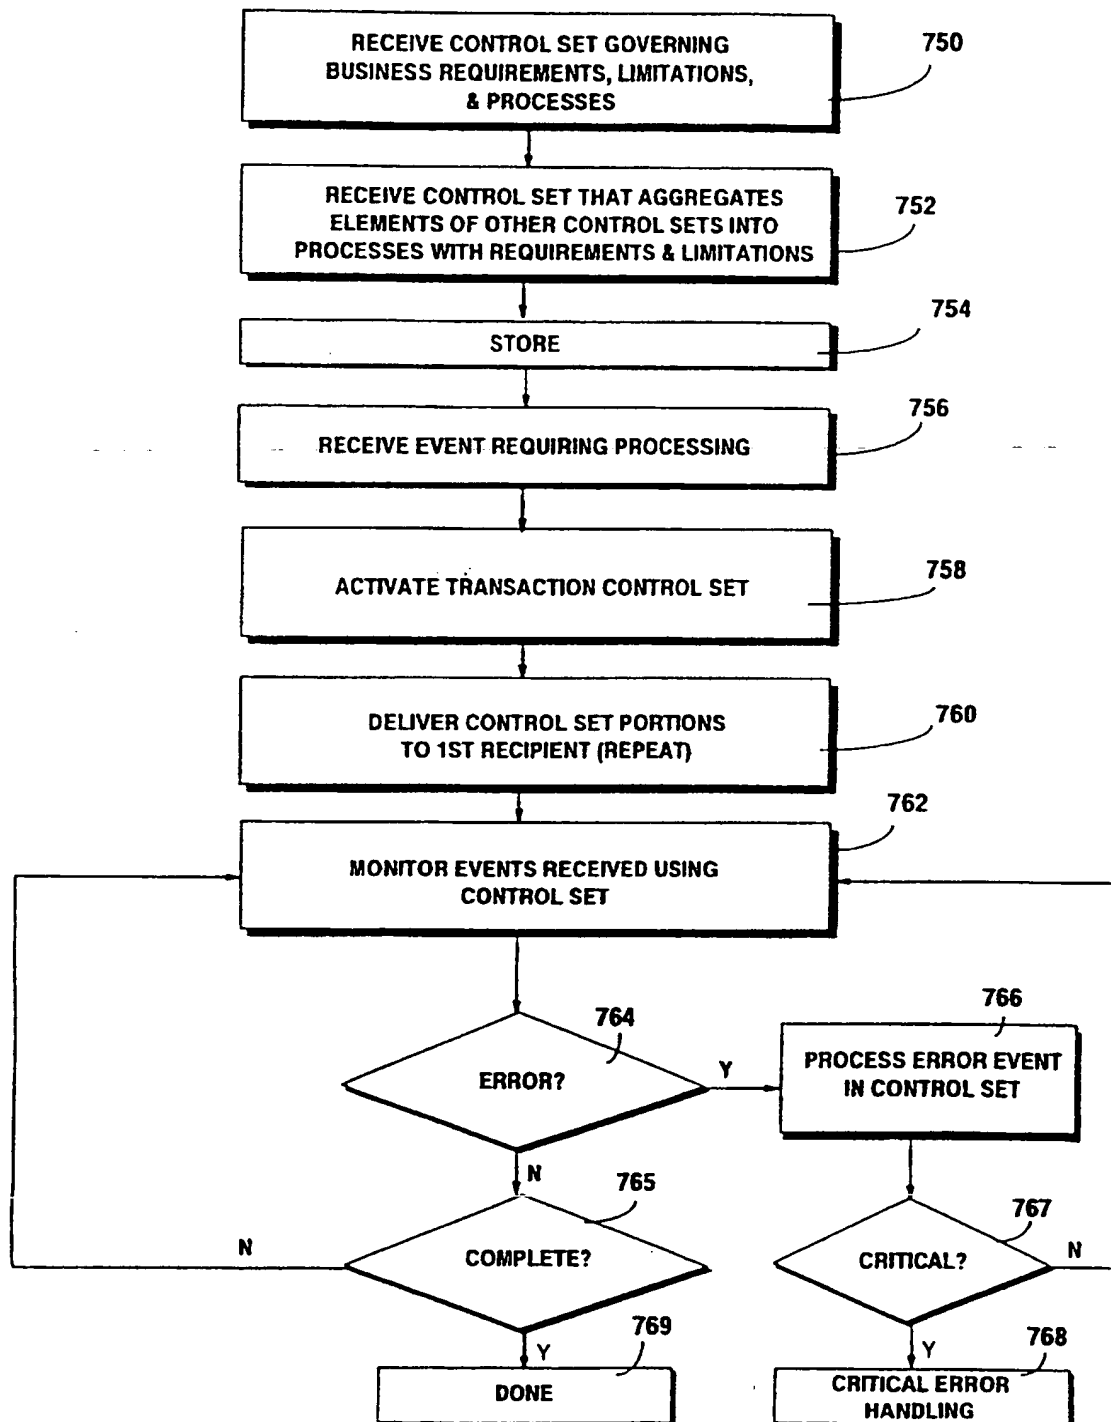 RECEIVE CONTROL SET GOVERNING
BUSINESS REQUIREMENTS, LIMITATIONS,
& PROCESSES
750
RECEIVE CONTROL SET THAT AGGREGATES
ELEMENTS OF OTHER CONTROL SETS INTO
PROCESSES WITH REQUIREMENTS & LIMITATIONS
752
STORE
754
RECEIVE EVENT REQUIRING PROCESSING
756
ACTIVATE TRANSACTION CONTROL SET
758
DELIVER CONTROL SET PORTIONS
TO 1ST RECIPIENT (REPEAT)
760
MONITOR EVENTS RECEIVED USING
CONTROL SET
762
ERROR?
764
Y
N
PROCESS ERROR EVENT
IN CONTROL SET
766
COMPLETE?
765
N
Y
CRITICAL?
767
N
Y
DONE
769
CRITICAL ERROR
HANDLING
768